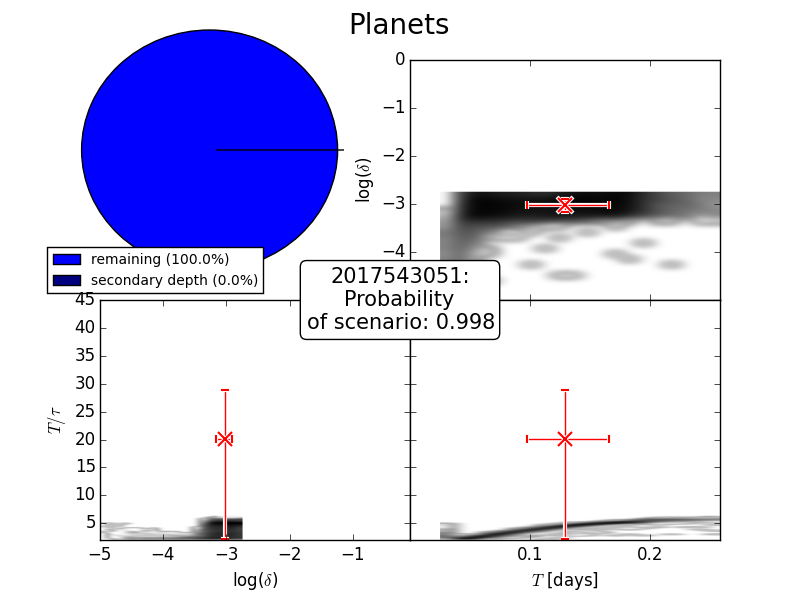 Planets
remaining (100.0%)
secondary depth (0.0%)
0
−1
−2
−3
−4
log(δ)
2017543051:
Probability
of scenario: 0.998
45
40
35
30
25
20
15
10
5
T/τ
−5 −4 −3 −2 −1
log(δ)
0.1 0.2
T [days]